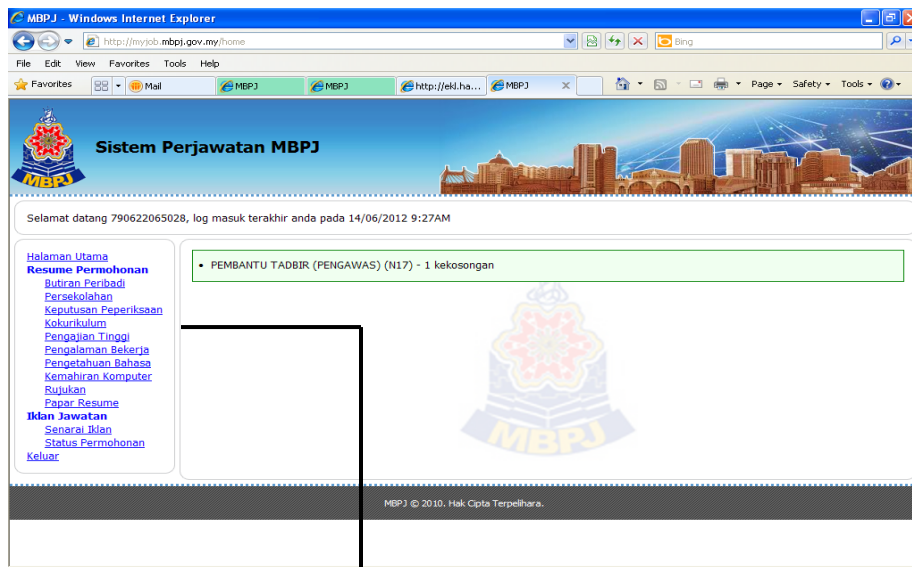 MBPJ - Windows Internet Explorer
http://myjob.mbpj.gov.my/home
Bing
File Edit View Favorites Tools Help
Favorites Mail MBPJ MBPJ http://ekl.ha... MBPJ Page Safety Tools
Sistem Perjawatan MBPJ
MBPJ
Selamat datang 790622065028, log masuk terakhir anda pada 14/06/2012 9:27AM
Halaman Utama
Resume Permohonan
Butiran Peribadi
Persekolahan
Keputusan Peperiksaan
Kokurikulum
Pengajian Tinggi
Pengalaman Bekerja
Pengetahuan Bahasa
Kemahiran Komputer
Rujukan
Papar Resume
Iklan Jawatan
Senarai Iklan
Status Permohonan
Keluar
• PEMBANTU TADBIR (PENGAWAS) (N17) - 1 kekosongan
MBPJ
MBPJ © 2010. Hak Cipta Terpelihara.